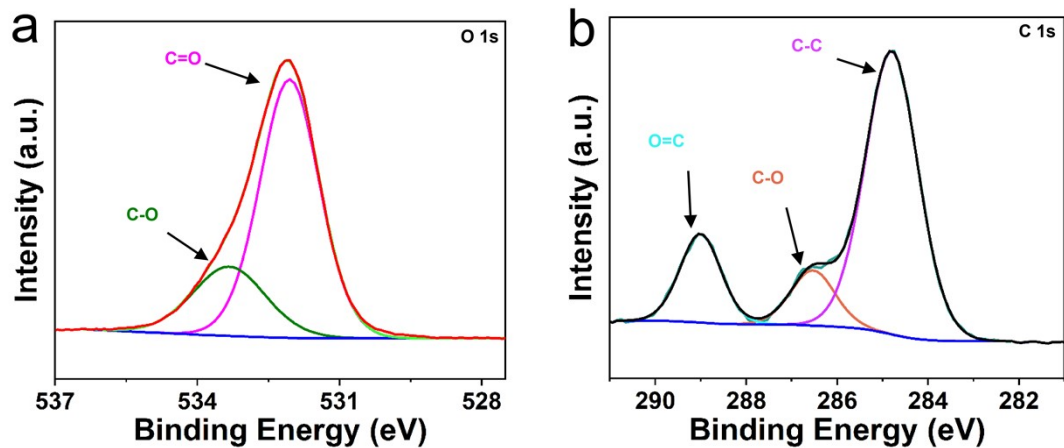 a
O 1s
C=O
C-O
Intensity (a.u.)
537 534 531 528
Binding Energy (eV)
b
C 1s
C-C
O=C
C-O
Intensity (a.u.)
290 288 286 284 282
Binding Energy (eV)